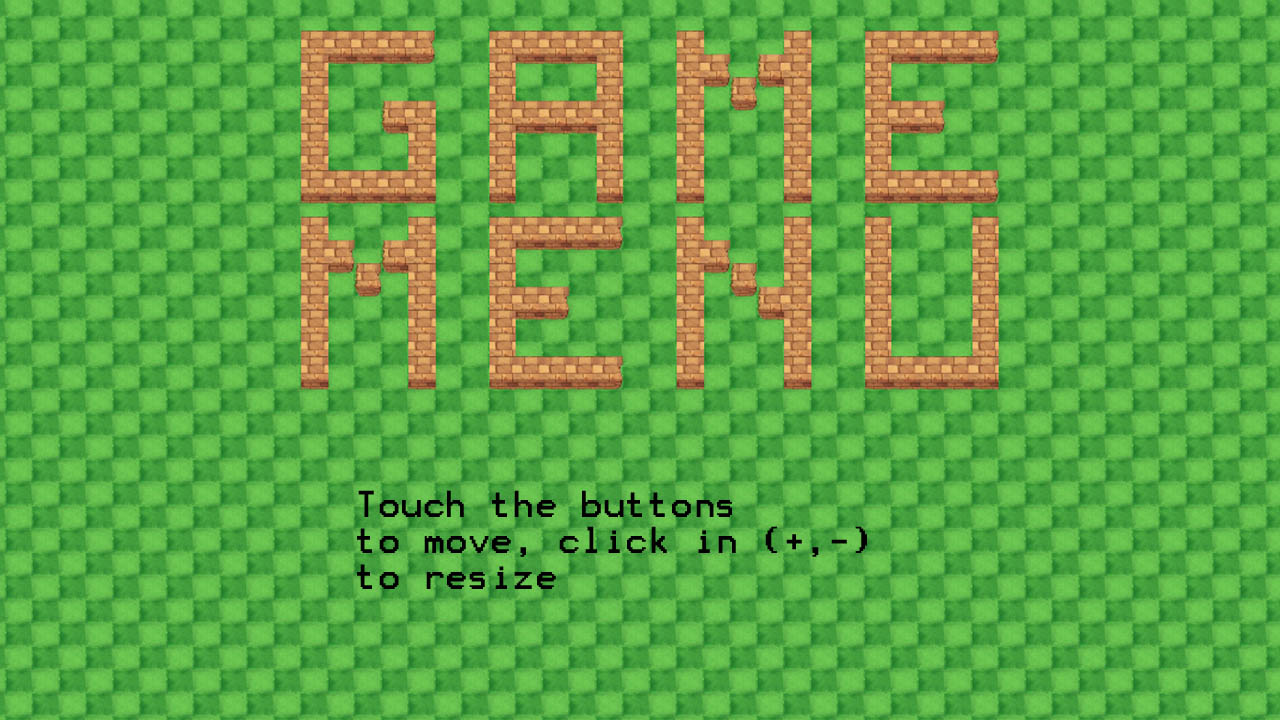 GAME
MENU
Touch the buttons
to move, click in (+,-)
to resize